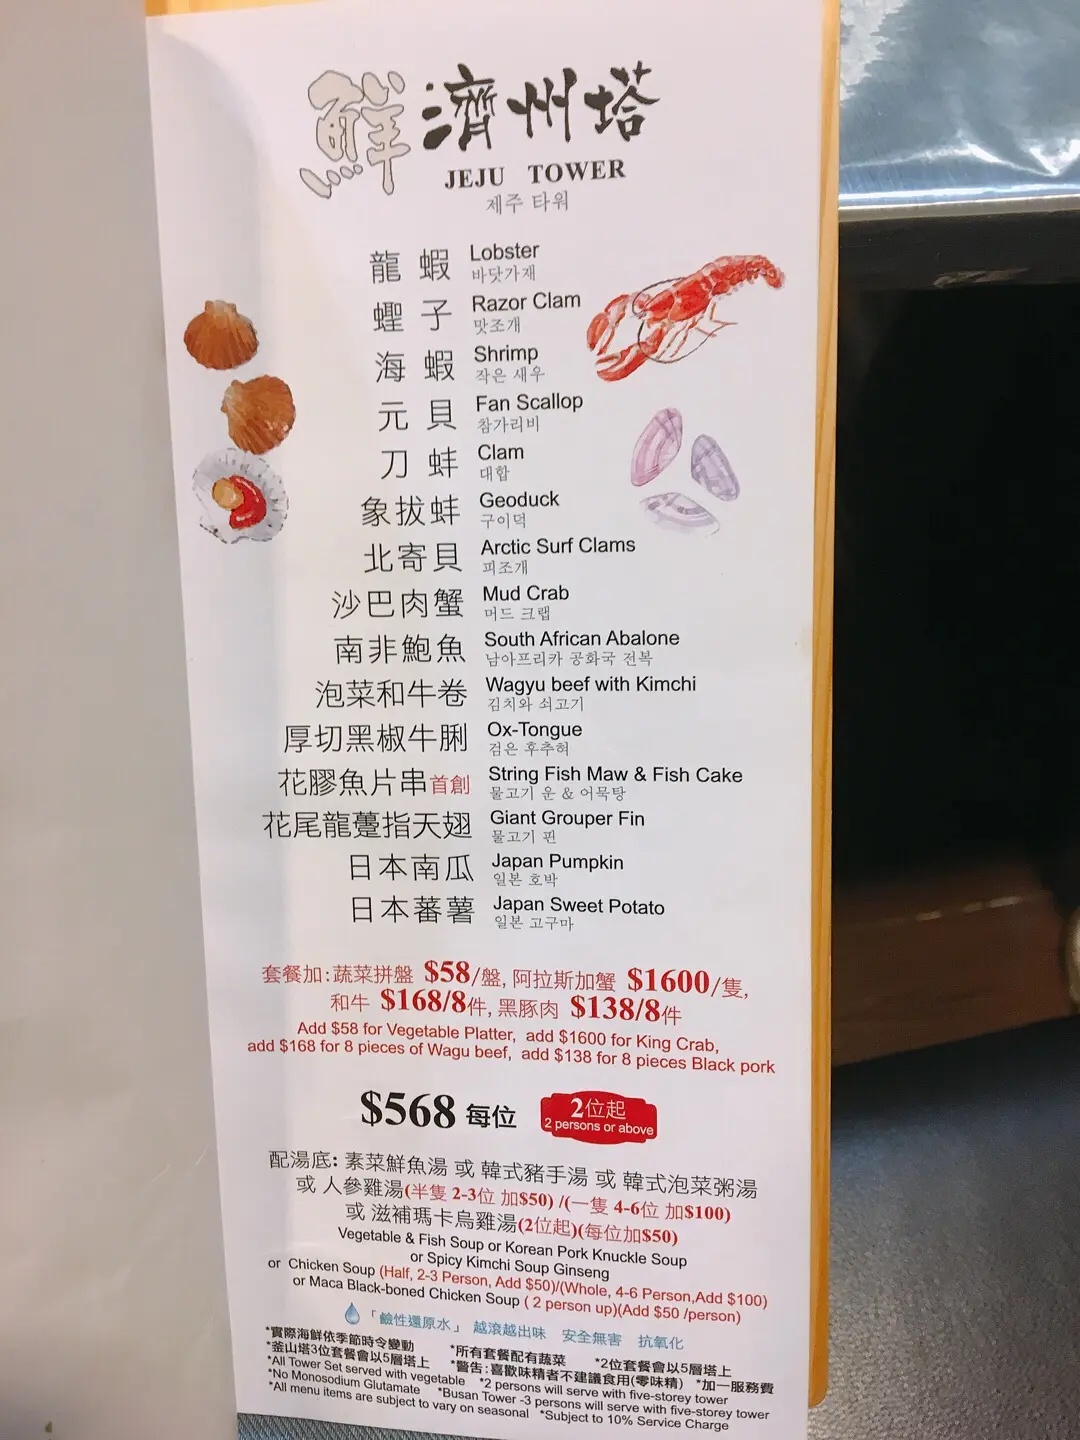 鮮 濟州塔
JEJU TOWER
제주 타워
龍蝦 Lobster
바닷가재
蟶子 Razor Clam
맛조개
海蝦 Shrimp
작은 새우
元貝 Fan Scallop
참가리비
刀蚌 Clam
대합
象拔蚌 Geoduck
구이덕
北寄貝 Arctic Surf Clams
피조개
沙巴肉蟹 Mud Crab
머드 크랩
南非鮑魚 South African Abalone
남아프리카 공화국 전복
泡菜和牛卷 Wagyu beef with Kimchi
김치와 쇠고기
厚切黑椒牛脷 Ox-Tongue
검은 후추혀
花膠魚片串首創 String Fish Maw & Fish Cake
물고기 운 & 어묵탕
花尾龍躉指天翅 Giant Grouper Fin
물고기 핀
日本南瓜 Japan Pumpkin
일본 호박
日本蕃薯 Japan Sweet Potato
일본 고구마
套餐加:蔬菜拼盤 $58/盤, 阿拉斯加蟹 $1600/隻,
和牛 $168/8件, 黑豚肉 $138/8件
Add $58 for Vegetable Platter, add $1600 for King Crab,
add $168 for 8 pieces of Wagu beef, add $138 for 8 pieces Black pork
$568 每位 2位起
2 persons or above
配湯底: 素菜鮮魚湯 或 韓式豬手湯 或 韓式泡菜粥湯
或 人參雞湯(半隻 2-3位 加$50) /(一隻 4-6位 加$100)
或 滋補瑪卡烏雞湯(2位起)(每位加$50)
Vegetable & Fish Soup or Korean Pork Knuckle Soup
or Spicy Kimchi Soup Ginseng
or Chicken Soup (Half, 2-3 Person, Add $50)/(Whole, 4-6 Person,Add $100)
or Maca Black-boned Chicken Soup ( 2 person up)(Add $50 /person)
「鹼性還原水」 越滾越出味 安全無害 抗氧化
*實際海鮮依季節時令變動 *所有套餐配有蔬菜 *2位套餐會以5層塔上
*釜山塔3位套餐會以5層塔上 *警告:喜歡味精者不建議食用(零味精) *加一服務費
*All Tower Set served with vegetable *2 persons will serve with five-storey tower
*No Monosodium Glutamate *Busan Tower -3 persons will serve with five-storey tower
*All menu items are subject to vary on seasonal *Subject to 10% Service Charge